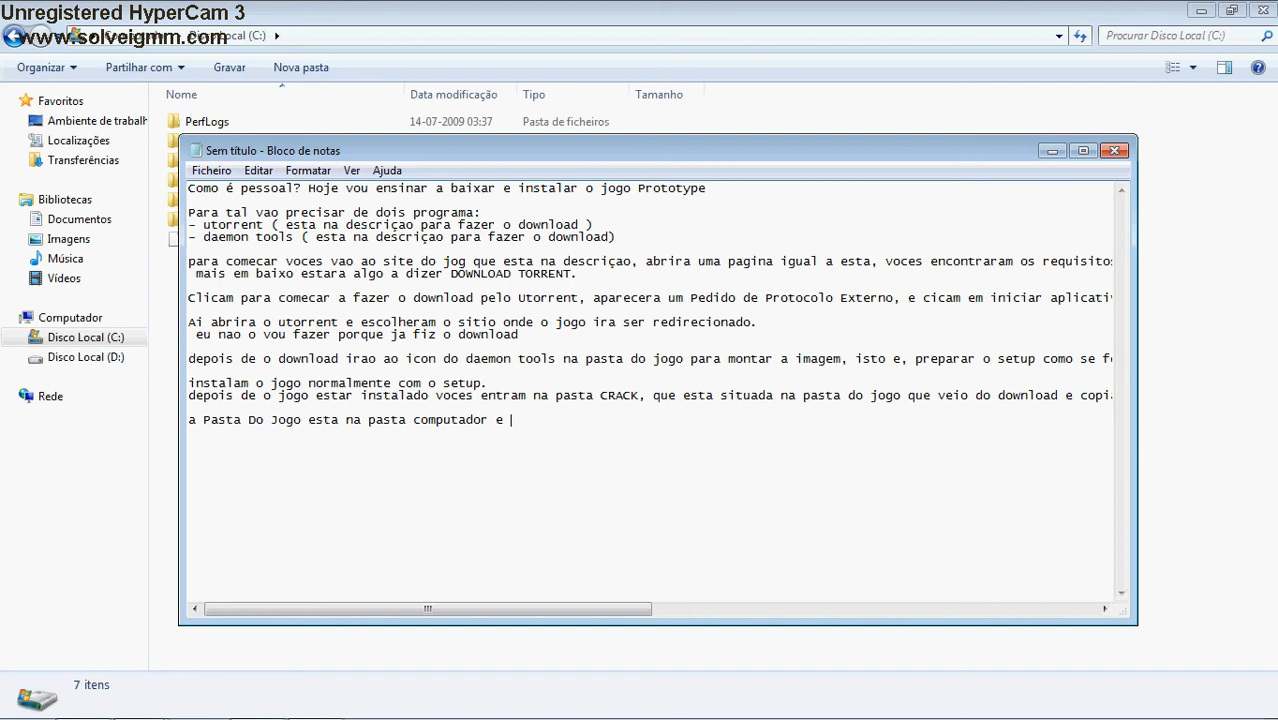 Unregistered HyperCam 3
www.solveigmm.com
Disco Local (C:)
Procurar Disco Local (C:)
Organizar
Partilhar com
Gravar
Nova pasta
Nome
Data modificação
Tipo
Tamanho
Favoritos
Ambiente de trabalh
Localizações
Transferências
Bibliotecas
Documentos
Imagens
Música
Vídeos
Computador
Disco Local (C:)
Disco Local (D:)
Rede
PerfLogs
14-07-2009 03:37
Pasta de ficheiros
Sem título - Bloco de notas
Ficheiro Editar Formatar Ver Ajuda
Como é pessoal? Hoje vou ensinar a baixar e instalar o jogo Prototype
Para tal vao precisar de dois programa:
- utorrent ( esta na descriçao para fazer o download )
- daemon tools ( esta na descriçao para fazer o download)
para comecar voces vao ao site do jog que esta na descriçao, abrira uma pagina igual a esta, voces encontraram os requisitos
mais em baixo estara algo a dizer DOWNLOAD TORRENT.
Clicam para comecar a fazer o download pelo Utorrent, aparecera um Pedido de Protocolo Externo, e cicam em iniciar aplicativ
Ai abrira o utorrent e escolheram o sitio onde o jogo ira ser redirecionado.
eu nao o vou fazer porque ja fiz o download
depois de o download irao ao icon do daemon tools na pasta do jogo para montar a imagem, isto e, preparar o setup como se f
instalam o jogo normalmente com o setup.
depois de o jogo estar instalado voces entram na pasta CRACK, que esta situada na pasta do jogo que veio do download e copi
a Pasta Do Jogo esta na pasta computador e
7 itens